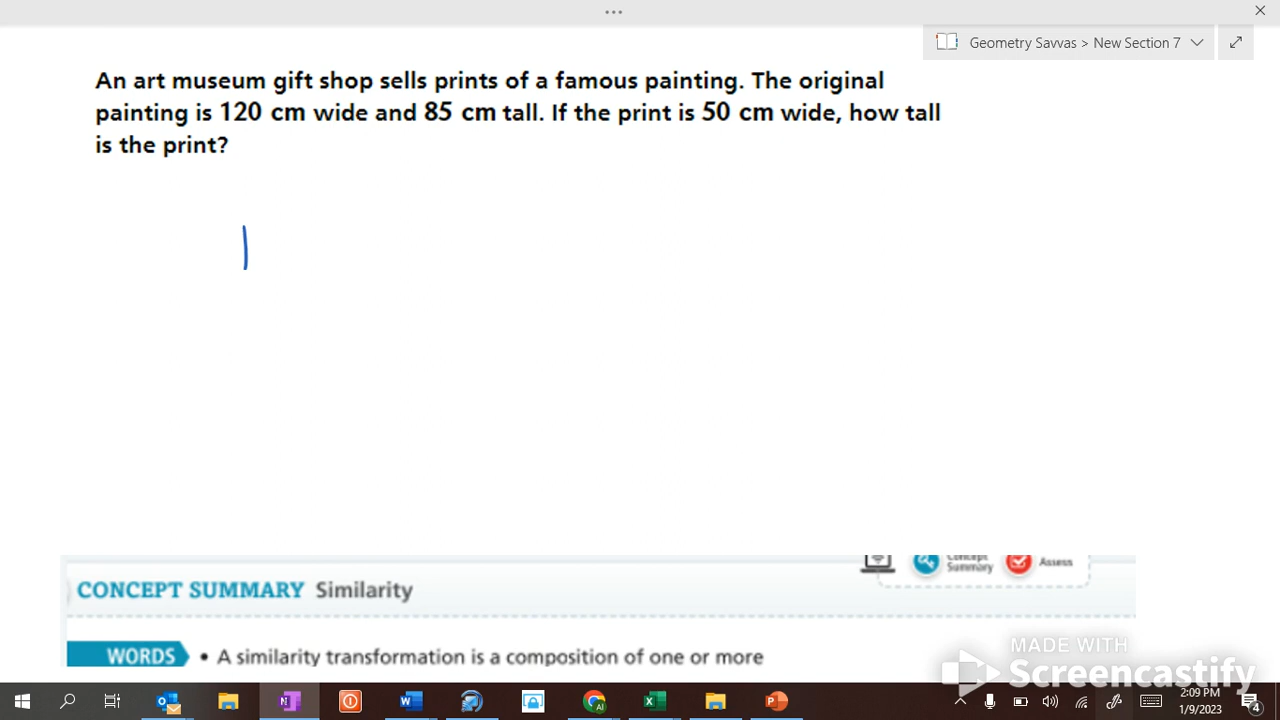 Geometry Savvas > New Section 7
An art museum gift shop sells prints of a famous painting. The original
painting is 120 cm wide and 85 cm tall. If the print is 50 cm wide, how tall
is the print?
Concept
Summary
Assess
CONCEPT SUMMARY Similarity
WORDS • A similarity transformation is a composition of one or more
MADE WITH
Screencastify
2:09 PM
1/9/2023
4